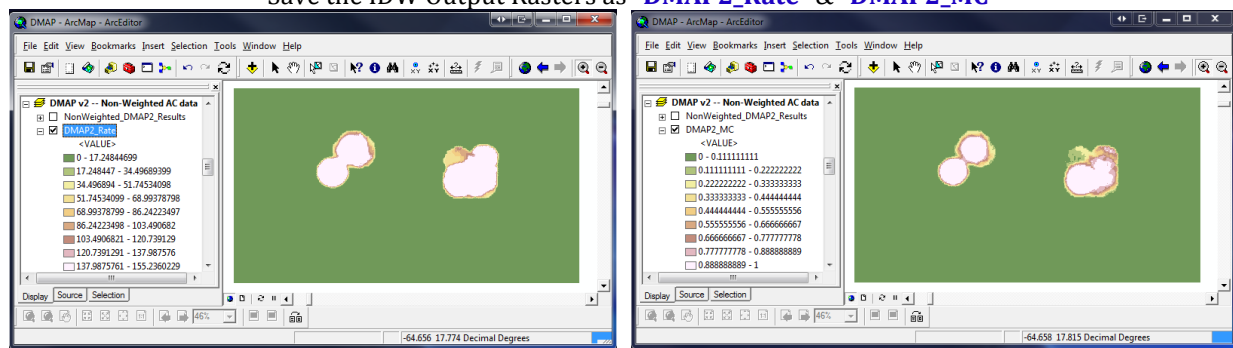 Save the IDW Output Rasters as "DMAP2_Rate" & "DMAP2_MC"
DMAP - ArcMap - ArcEditor
File Edit View Bookmarks Insert Selection Tools Window Help
DMAP v2 -- Non-Weighted AC data
NonWeighted_DMAP2_Results
DMAP2_Rate
<VALUE>
0 - 17.24844699
17.248447 - 34.49689399
34.496894 - 51.74534098
51.74534099 - 68.99378798
68.99378799 - 86.24223497
86.24223498 - 103.490682
103.4906821 - 120.739129
120.7391291 - 137.987576
137.9875761 - 155.2360229
Display Source Selection
46%
-64.656 17.774 Decimal Degrees
DMAP - ArcMap - ArcEditor
File Edit View Bookmarks Insert Selection Tools Window Help
DMAP v2 -- Non-Weighted AC data
NonWeighted_DMAP2_Results
DMAP2_MC
<VALUE>
0 - 0.111111111
0.111111111 - 0.222222222
0.222222222 - 0.333333333
0.333333333 - 0.444444444
0.444444444 - 0.555555556
0.555555556 - 0.666666667
0.666666667 - 0.777777778
0.777777778 - 0.888888889
0.888888889 - 1
Display Source Selection
46%
-64.658 17.815 Decimal Degrees